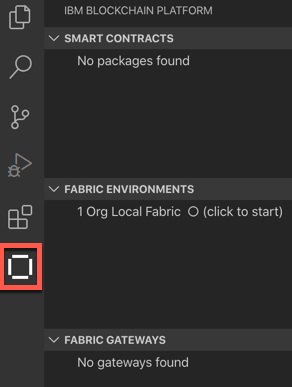 IBM BLOCKCHAIN PLATFORM
SMART CONTRACTS
No packages found
FABRIC ENVIRONMENTS
1 Org Local Fabric ○ (click to start)
FABRIC GATEWAYS
No gateways found